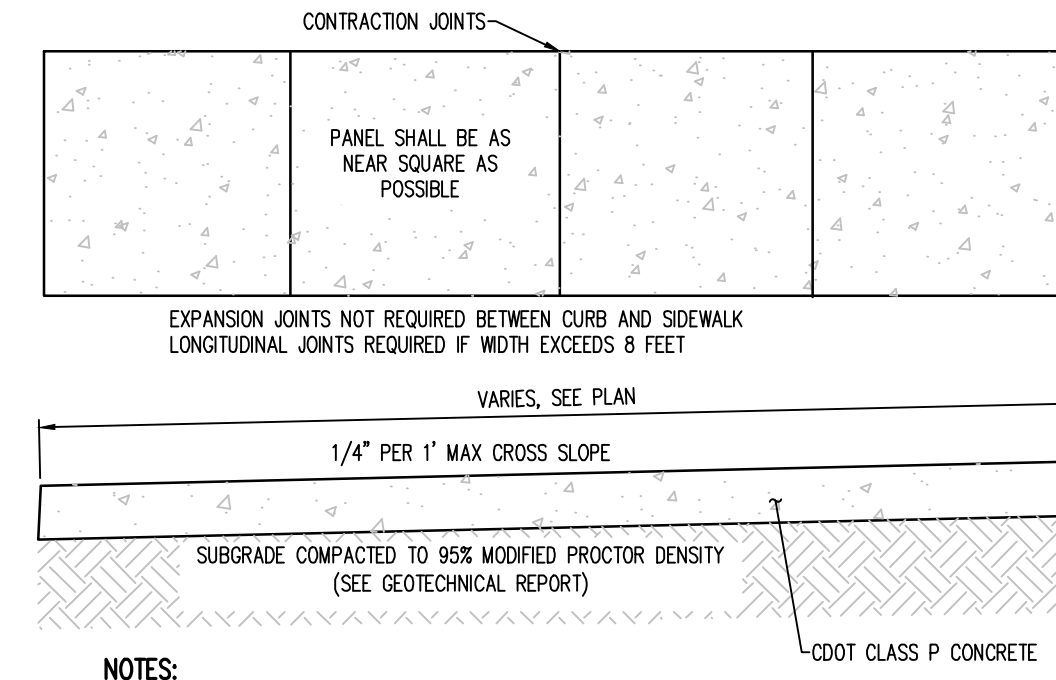 CONTRACTION JOINTS
PANEL SHALL BE AS
NEAR SQUARE AS
POSSIBLE
EXPANSION JOINTS NOT REQUIRED BETWEEN CURB AND SIDEWALK
LONGITUDINAL JOINTS REQUIRED IF WIDTH EXCEEDS 8 FEET
VARIES, SEE PLAN
1/4" PER 1' MAX CROSS SLOPE
SUBGRADE COMPACTED TO 95% MODIFIED PROCTOR DENSITY
(SEE GEOTECHNICAL REPORT)
CDOT CLASS P CONCRETE
NOTES: